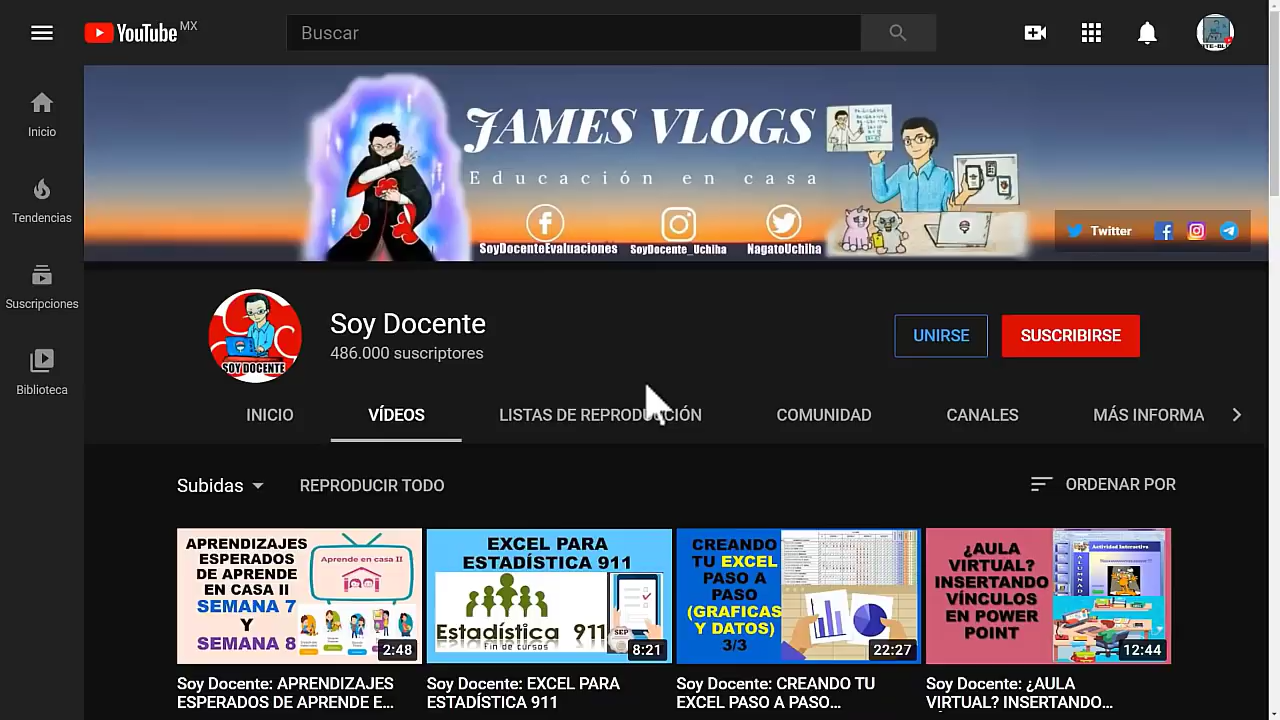 YouTube MX
Buscar
Inicio
Tendencias
Suscripciones
Biblioteca
JAMES VLOGS
Educación en casa
SoyDocenteEvaluaciones
SoyDocente_Uchiha
NagatoUchiha
Twitter
SOY DOCENTE
Soy Docente
486.000 suscriptores
UNIRSE
SUSCRIBIRSE
INICIO
VÍDEOS
LISTAS DE REPRODUCCIÓN
COMUNIDAD
CANALES
MÁS INFORMA
Subidas
REPRODUCIR TODO
ORDENAR POR
APRENDIZAJES
ESPERADOS
DE APRENDE
EN CASA II
SEMANA 7
Y
SEMANA 8
Aprende en casa II
2:48
Soy Docente: APRENDIZAJES
ESPERADOS DE APRENDE E...
EXCEL PARA
ESTADÍSTICA 911
Estadística 911
Fin de cursos
SEP
8:21
Soy Docente: EXCEL PARA
ESTADÍSTICA 911
CREANDO
TU EXCEL
PASO A
PASO
(GRAFICAS
Y DATOS)
3/3
22:27
Soy Docente: CREANDO TU
EXCEL PASO A PASO...
¿AULA
VIRTUAL?
INSERTANDO
VÍNCULOS
EN POWER
POINT
Actividad Interactiva
12:44
Soy Docente: ¿AULA
VIRTUAL? INSERTANDO...